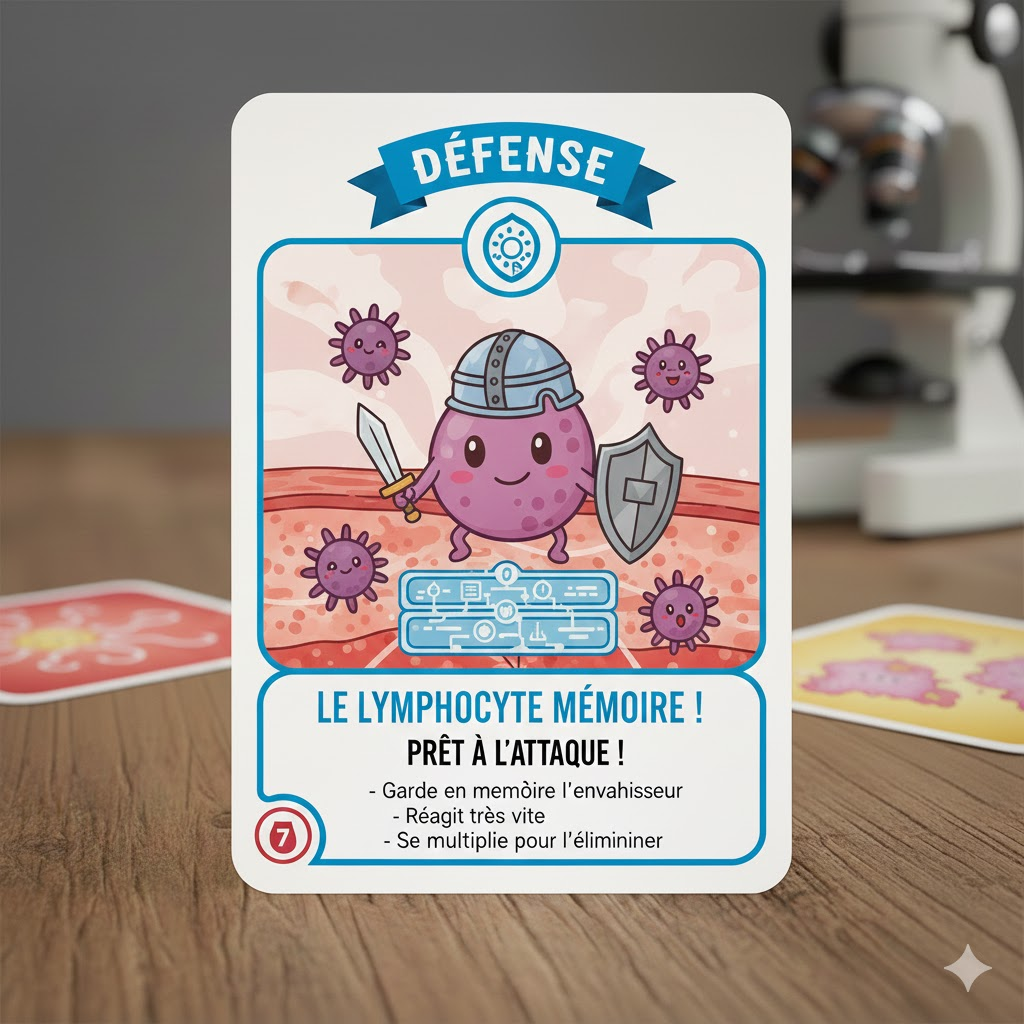 DÉFENSE
LE LYMPHOCYTE MÉMOIRE !
PRÊT À L'ATTAQUE !
- Garde en memòire l'envahisseur
- Réagit très vite
- Se multiplie pour l'élimininer
7